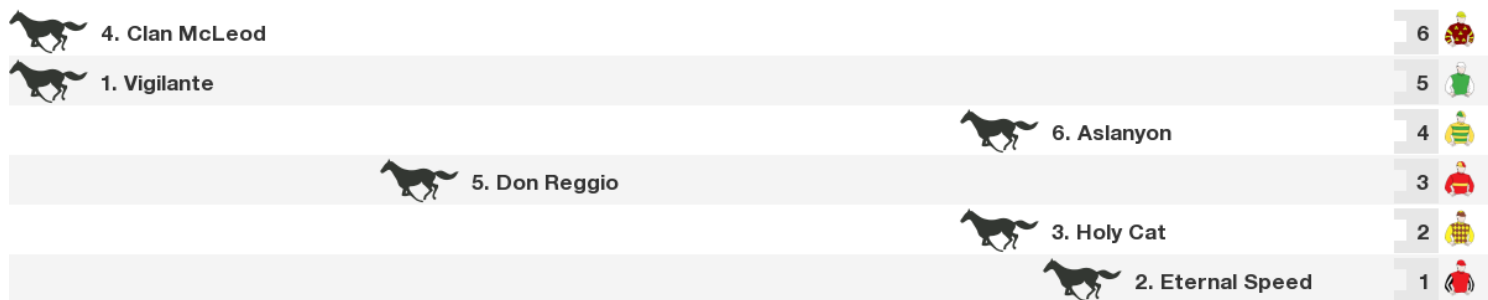 4. Clan McLeod 6
1. Vigilante 5
6. Aslanyon 4
5. Don Reggio 3
3. Holy Cat 2
2. Eternal Speed 1